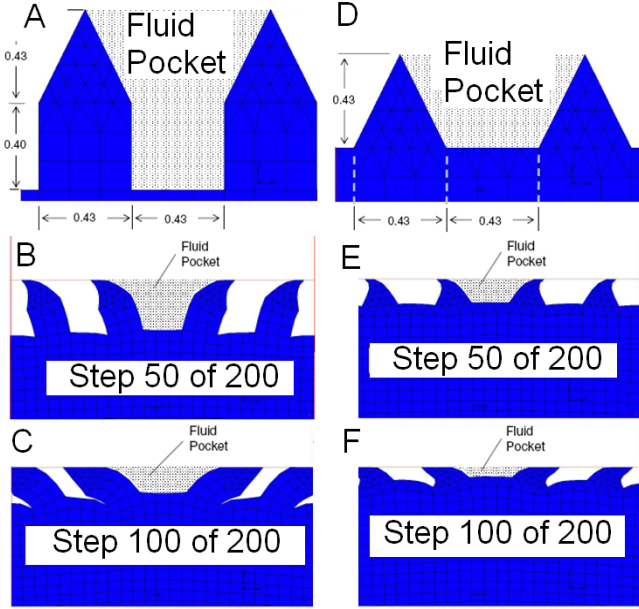 A
Fluid
Pocket
0.43
0.40
0.43
0.43
D
Fluid
Pocket
0.43
0.43
0.43
B
Fluid
Pocket
Step 50 of 200
E
Fluid
Pocket
Step 50 of 200
C
Fluid
Pocket
Step 100 of 200
F
Fluid
Pocket
Step 100 of 200